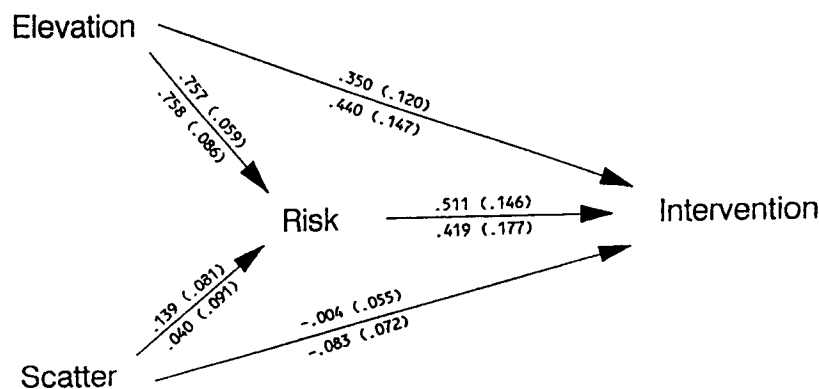 Elevation
.757 (.059)
.758 (.086)
.350 (.120)
.440 (.147)
Risk
.511 (.146)
.419 (.177)
Intervention
.139 (.081)
.040 (.091)
-.004 (.055)
-.083 (.072)
Scatter